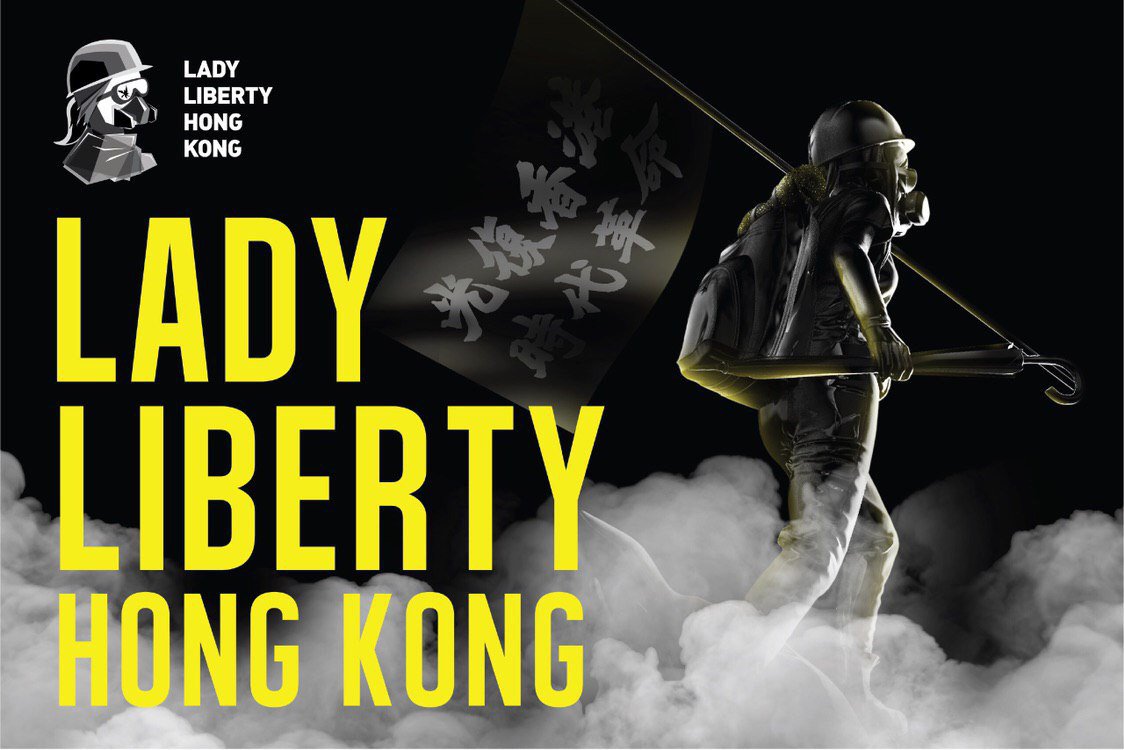 LADY
LIBERTY
HONG
KONG
光復香港
時代革命
LADY
LIBERTY
HONG KONG